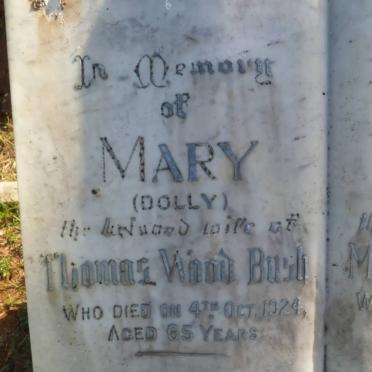 In Memory
of
MARY
(DOLLY)
the beloved wife of
Thomas Wood Bush
WHO DIED ON 4TH OCT. 1924,
AGED 65 YEARS.